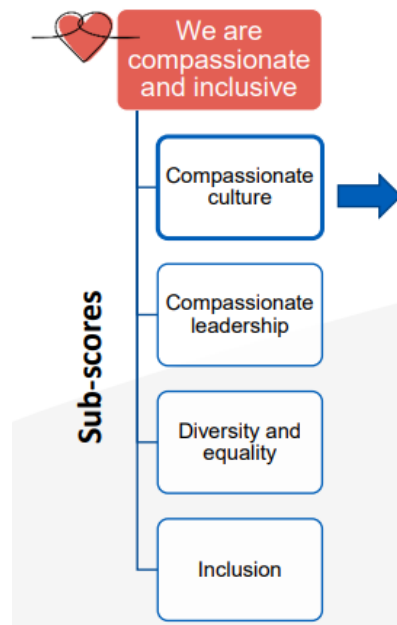 We are
compassionate
and inclusive
Compassionate
culture
Compassionate
leadership
Diversity and
equality
Inclusion
Sub-scores